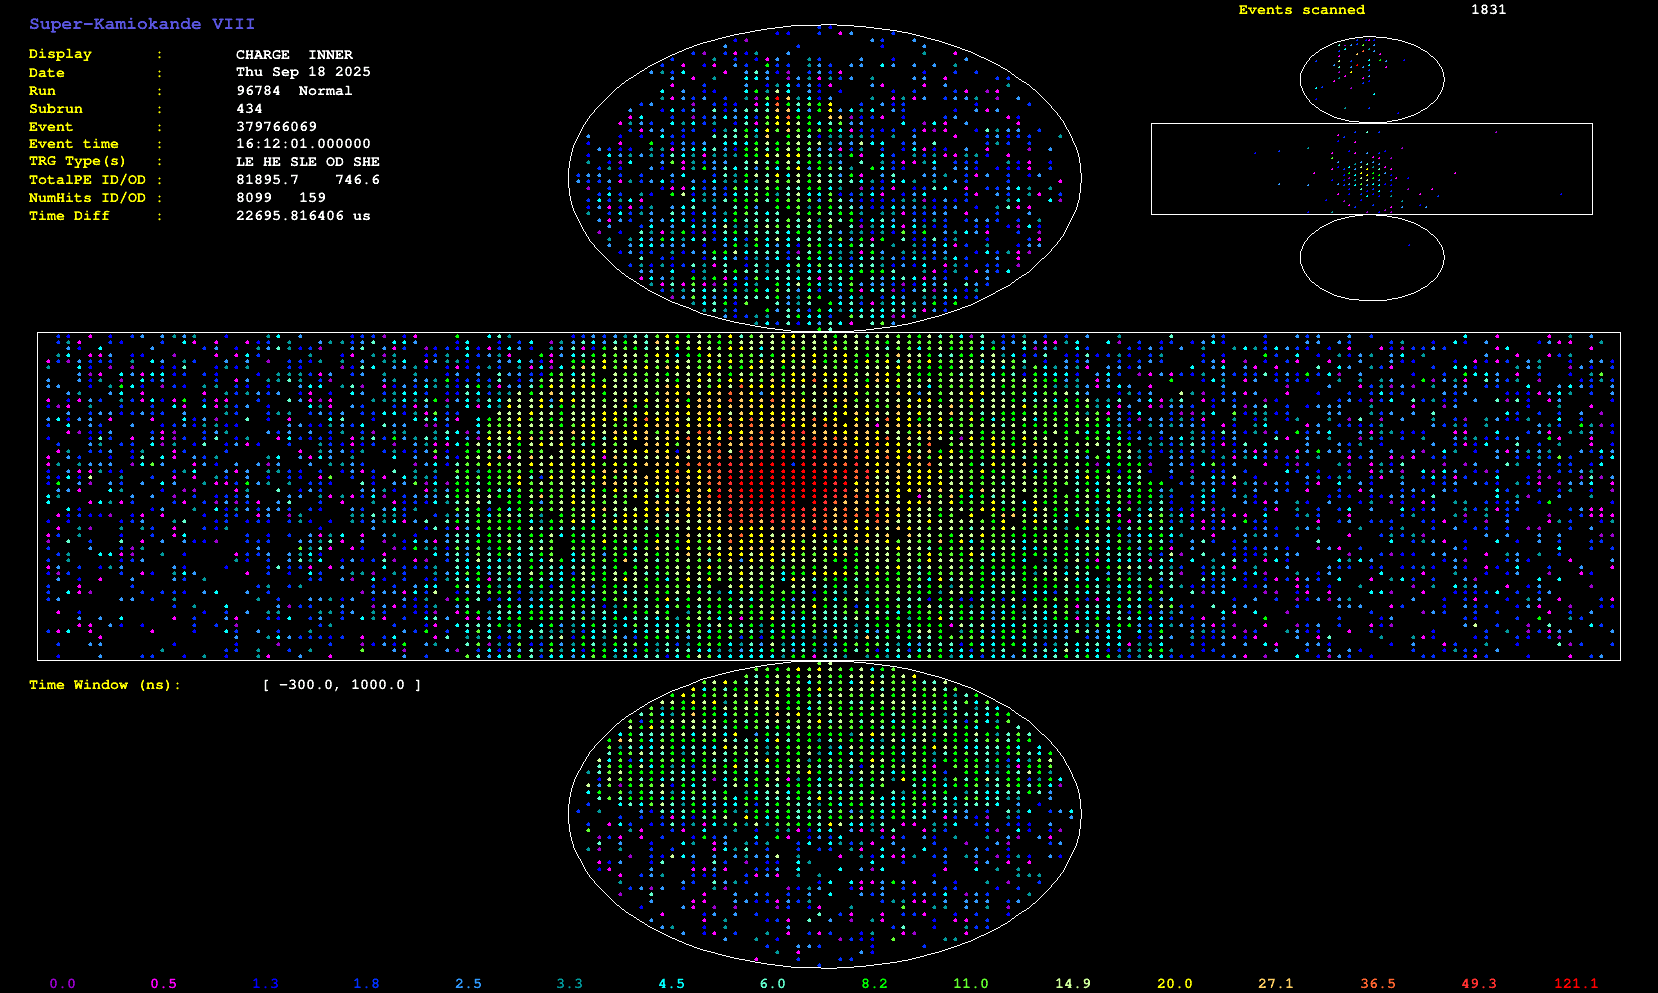 Super-Kamiokande VIII
Display : CHARGE INNER
Date : Thu Sep 18 2025
Run : 96784 Normal
Subrun : 434
Event : 379766069
Event time : 16:12:01.000000
TRG Type(s) : LE HE SLE OD SHE
TotalPE ID/OD : 81895.7 746.6
NumHits ID/OD : 8099 159
Time Diff : 22695.816406 us
Events scanned 1831
Time Window (ns): [ -300.0, 1000.0 ]
0.0 0.5 1.3 1.8 2.5 3.3 4.5 6.0 8.2 11.0 14.9 20.0 27.1 36.5 49.3 121.1